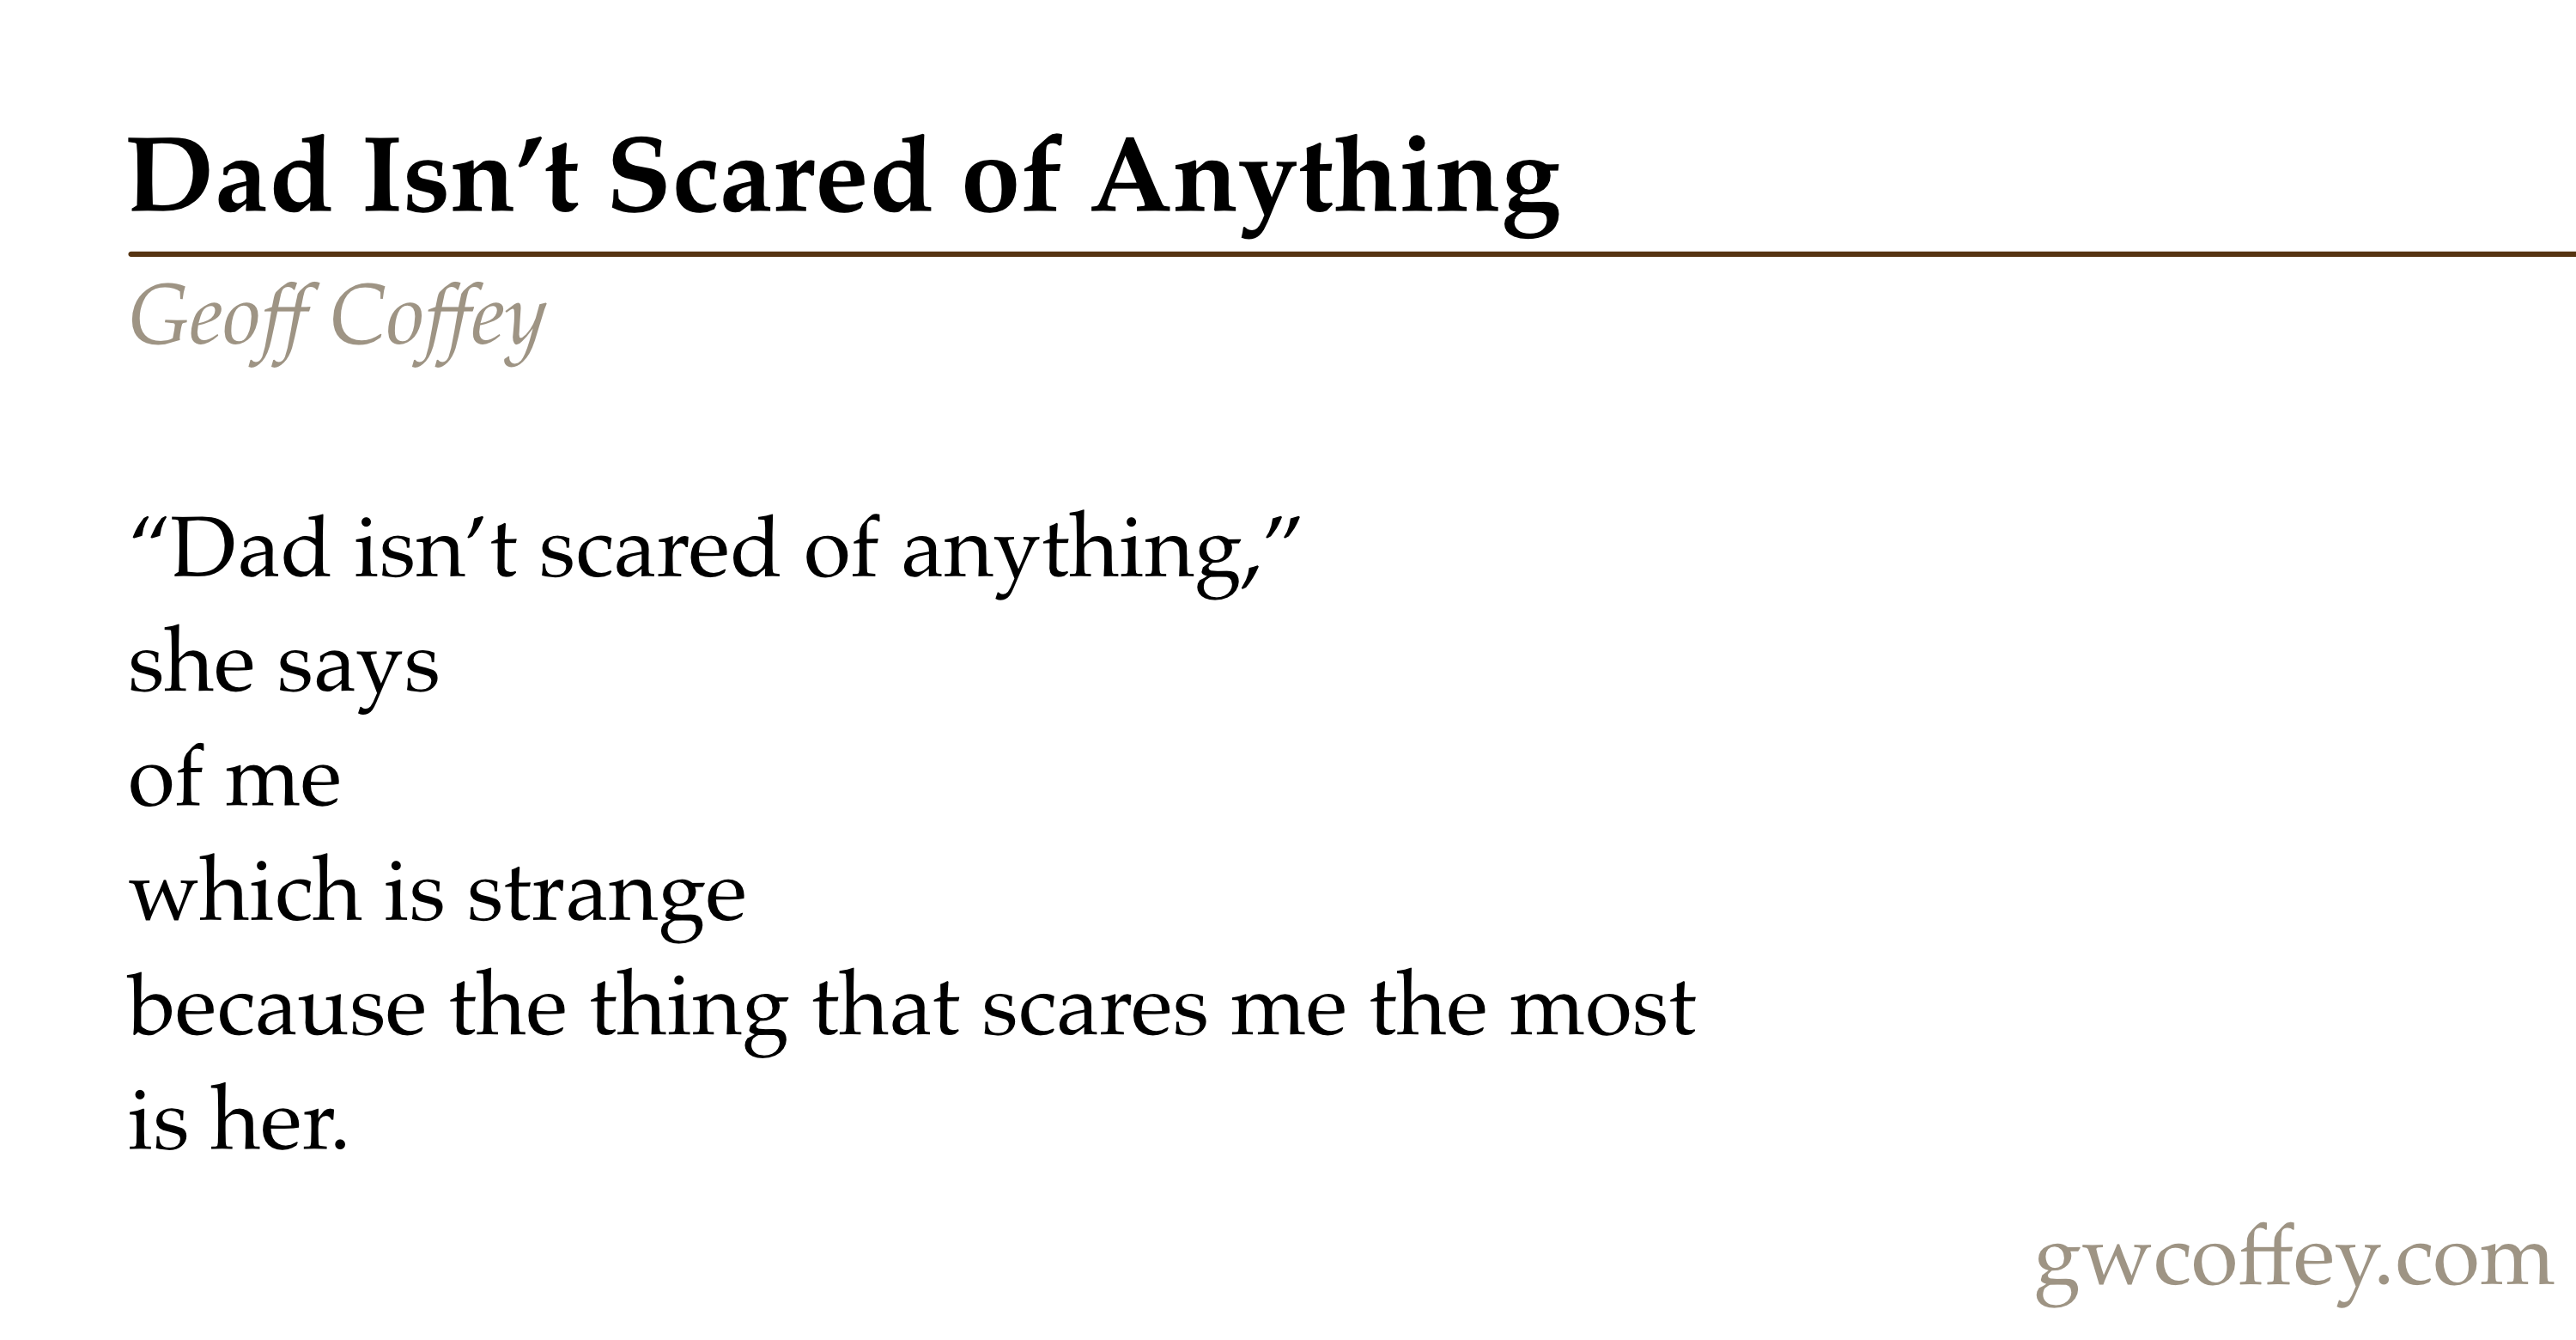 Dad Isn’t Scared of Anything
Geoff Coffey
“Dad isn’t scared of anything,”
she says
of me
which is strange
because the thing that scares me the most
is her.
gwcoffey.com